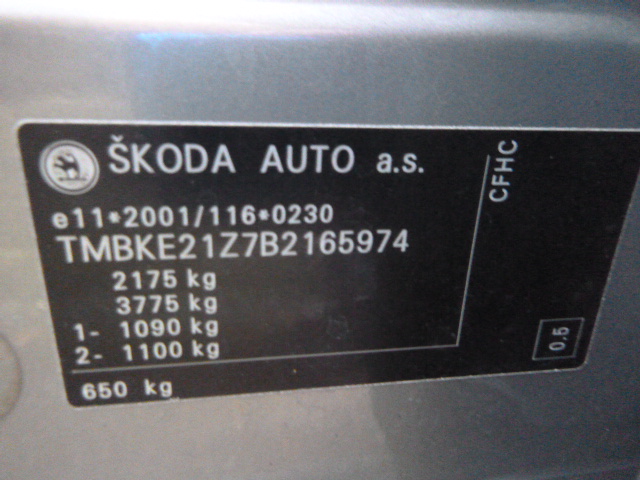 ŠKODA AUTO a.s.
CFHC
e11*2001/116*0230
TMBKE21Z7B2165974
2175 kg
3775 kg
1- 1090 kg
2- 1100 kg
0.5
650 kg